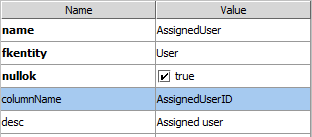 Name Value
name AssignedUser
fkentity User
nullok true
columnName AssignedUserID
desc Assigned user